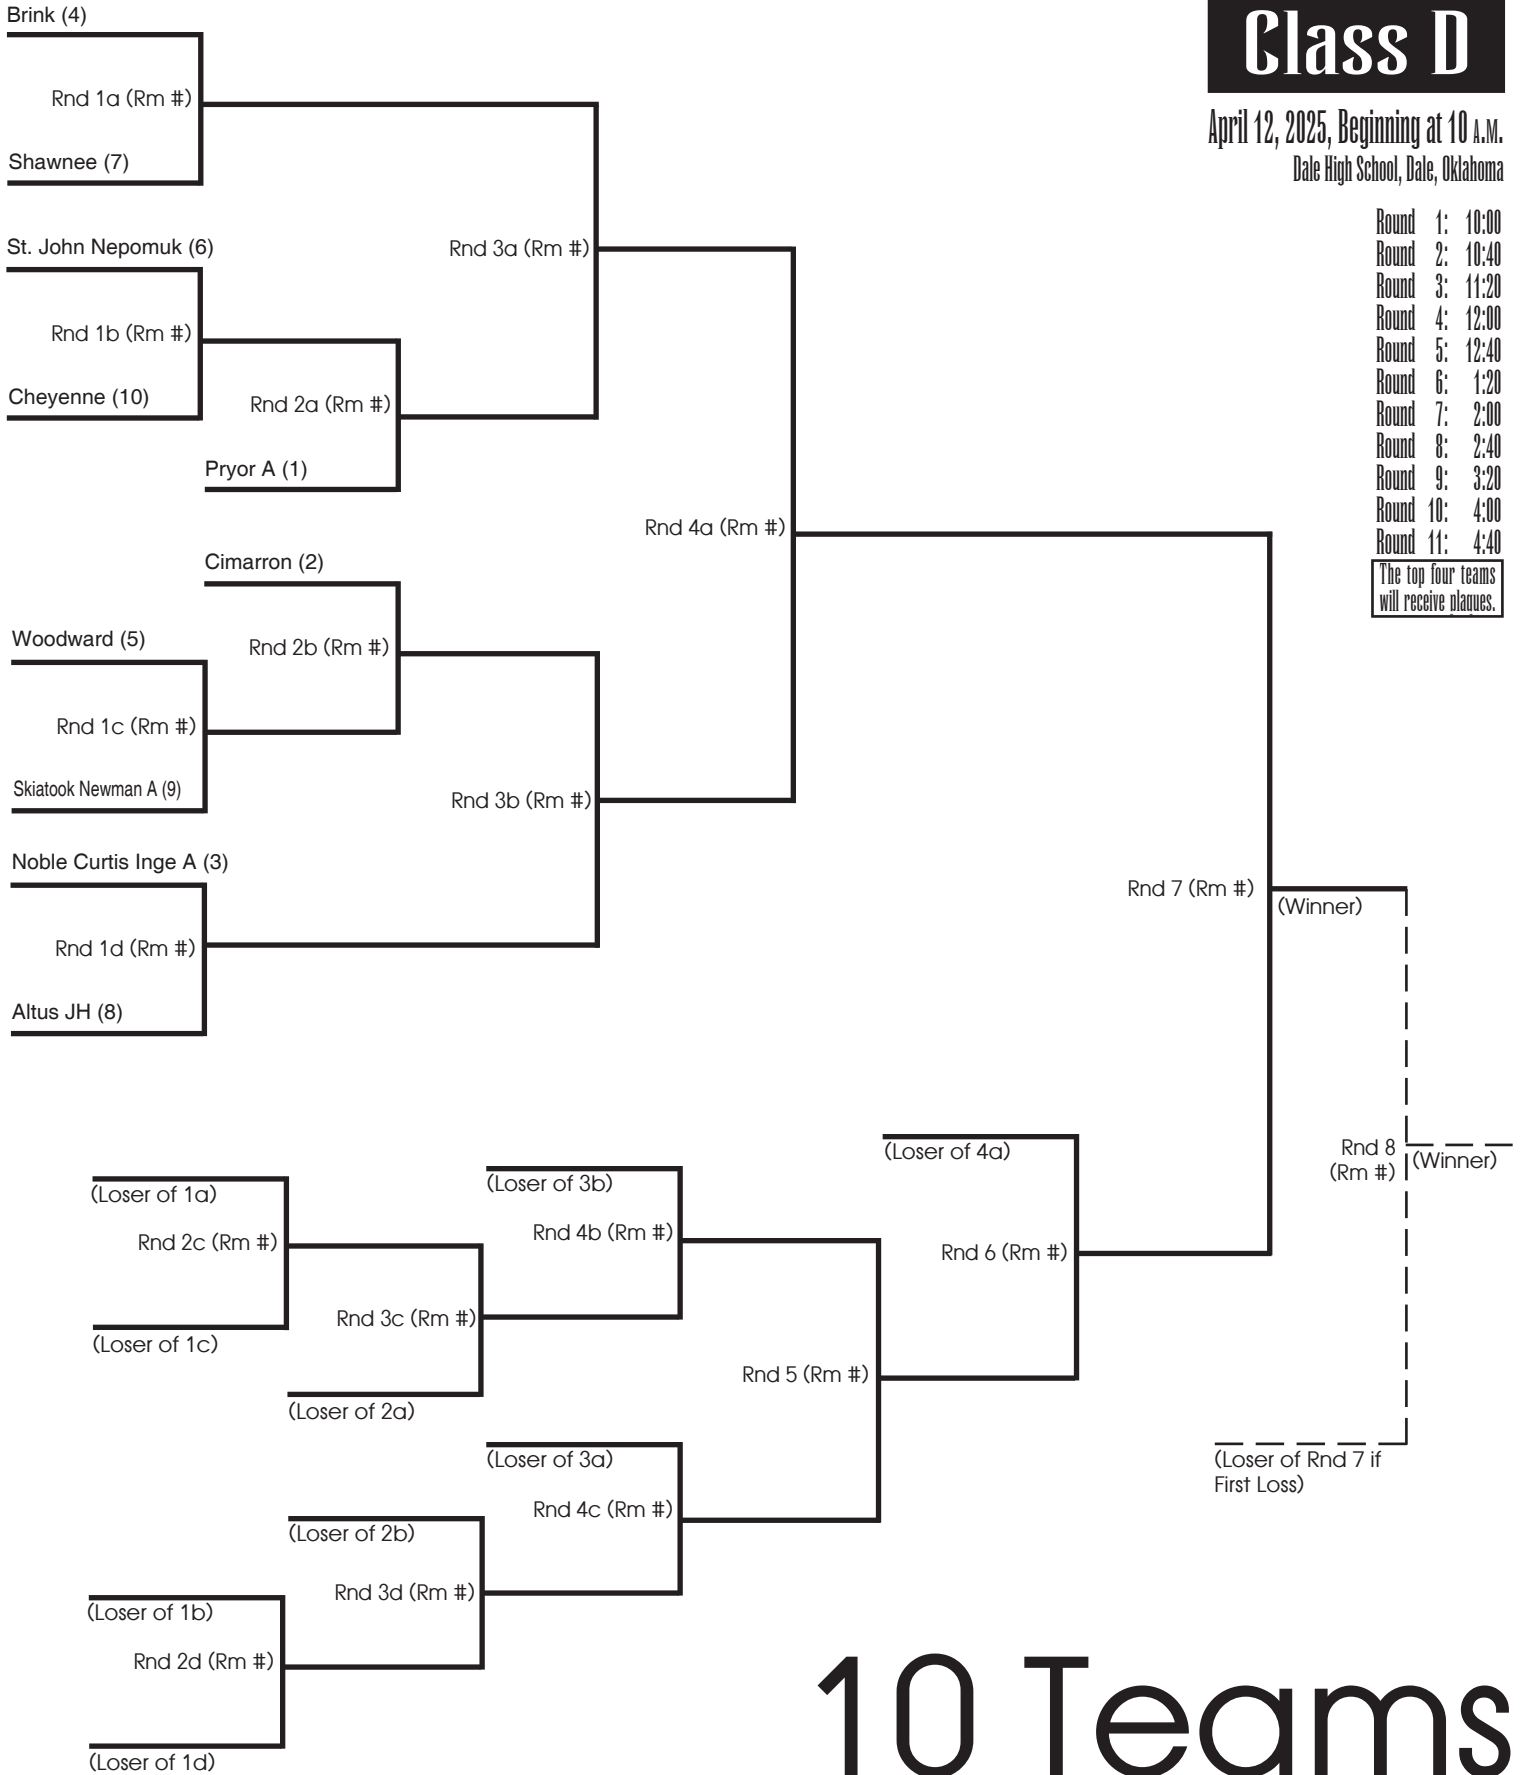 Class D
April 12, 2025, Beginning at 10 A.M.
Dale High School, Dale, Oklahoma
Round 1: 10:00
Round 2: 10:40
Round 3: 11:20
Round 4: 12:00
Round 5: 12:40
Round 6: 1:20
Round 7: 2:00
Round 8: 2:40
Round 9: 3:20
Round 10: 4:00
Round 11: 4:40
The top four teams
will receive plaques.
Brink (4)
Rnd 1a (Rm #)
Shawnee (7)
St. John Nepomuk (6)
Rnd 3a (Rm #)
Rnd 1b (Rm #)
Cheyenne (10)
Rnd 2a (Rm #)
Pryor A (1)
Rnd 4a (Rm #)
Cimarron (2)
Woodward (5)
Rnd 2b (Rm #)
Rnd 1c (Rm #)
Skiatook Newman A (9)
Rnd 3b (Rm #)
Noble Curtis Inge A (3)
Rnd 7 (Rm #)
(Winner)
Rnd 1d (Rm #)
Altus JH (8)
(Loser of 4a)
Rnd 8
(Rm #)
(Winner)
(Loser of 1a)
(Loser of 3b)
Rnd 2c (Rm #)
Rnd 4b (Rm #)
Rnd 6 (Rm #)
Rnd 3c (Rm #)
(Loser of 1c)
Rnd 5 (Rm #)
(Loser of 2a)
(Loser of 3a)
(Loser of Rnd 7 if
First Loss)
Rnd 4c (Rm #)
(Loser of 2b)
Rnd 3d (Rm #)
(Loser of 1b)
Rnd 2d (Rm #)
(Loser of 1d)
10 Teams